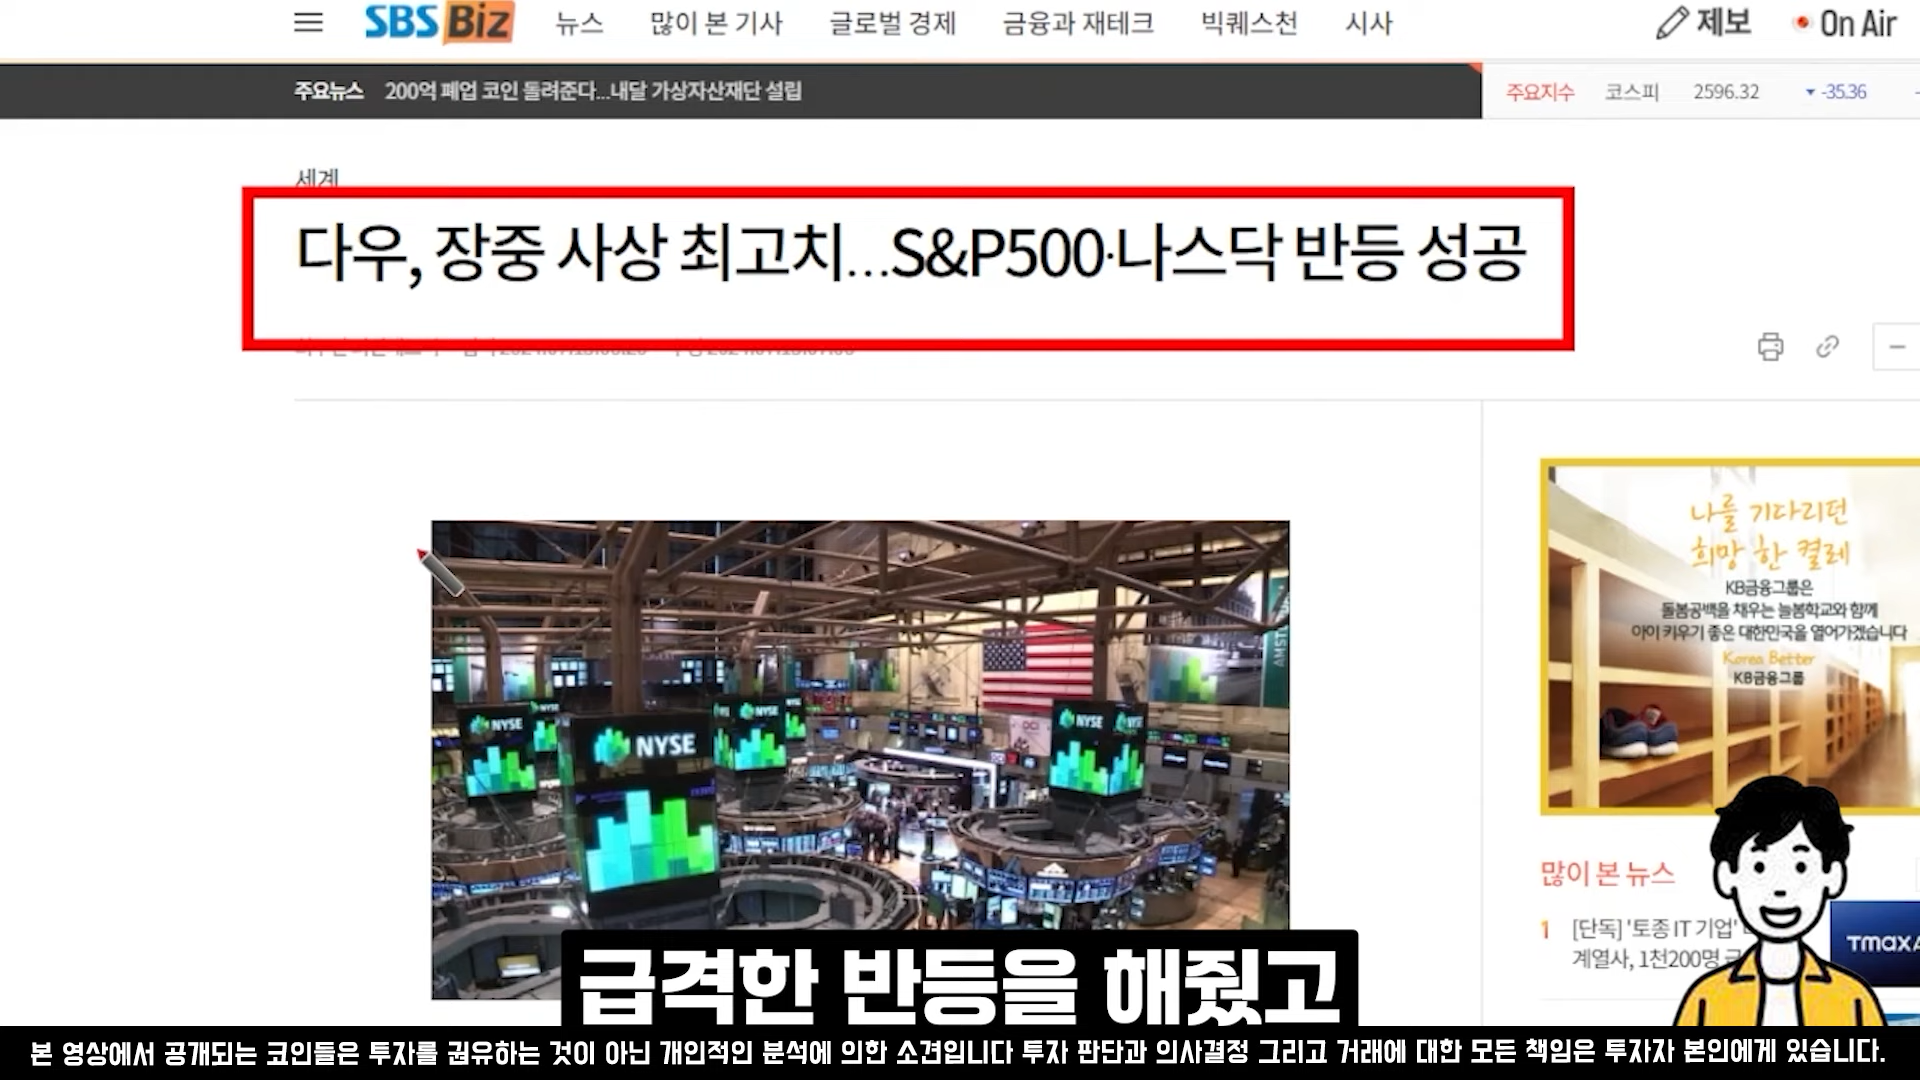 SBS Biz 뉴스 많이 본 기사 글로벌 경제 금융과 재테크 빅퀘스천 시사 제보 On Air
주요뉴스 200억 폐업 코인 돌려준다...내달 가상자산재단 설립
주요지수 코스피 2596.32 ▼ -35.36
세계
다우, 장중 사상 최고치…S&P500·나스닥 반등 성공
나를 기다리던
희망 한 켤레
KB금융그룹은
돌봄공백을 채우는 늘봄학교와 함께
아이 키우기 좋은 대한민국을 열어가겠습니다
Korea Better
KB금융그룹
NYSE
NYSE
NYSE
NYSE
많이 본 뉴스
1 [단독] '토종 IT 기업'
계열사, 1천200명
TMAX
급격한 반등을 해줬고
본 영상에서 공개되는 코인들은 투자를 권유하는 것이 아닌 개인적인 분석에 의한 소견입니다 투자 판단과 의사결정 그리고 거래에 대한 모든 책임은 투자자 본인에게 있습니다.